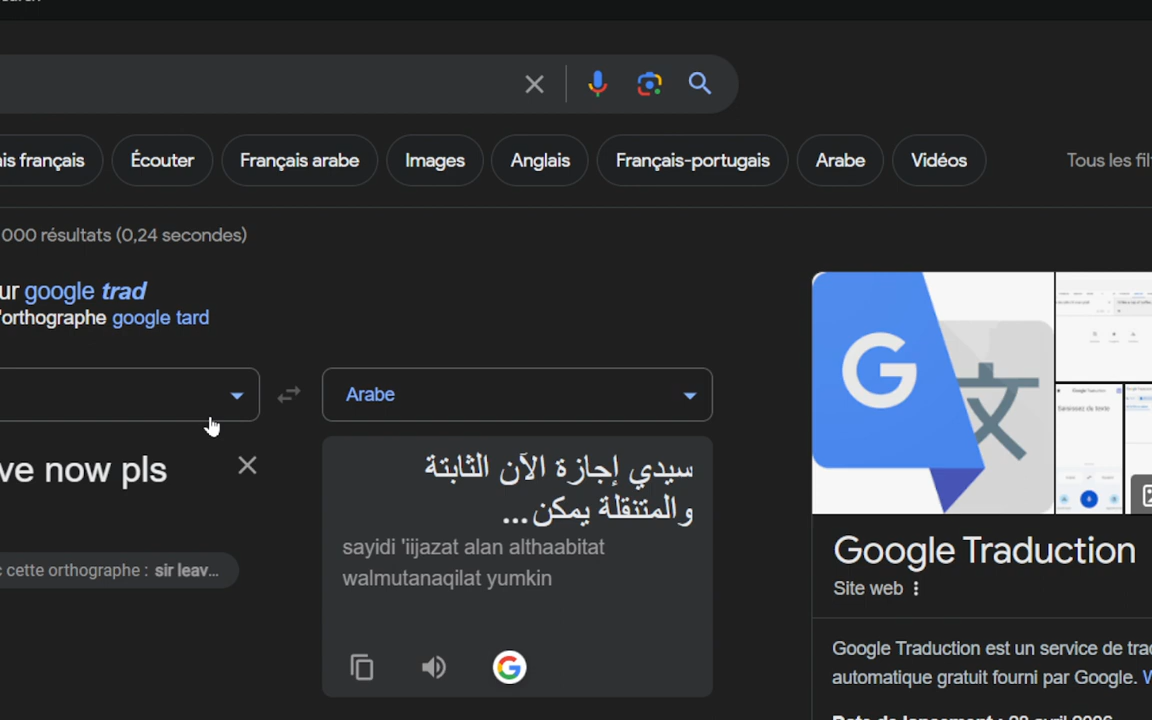 is français
Écouter
Français arabe
Images
Anglais
Français-portugais
Arabe
Vidéos
Tous les fil
000 résultats (0,24 secondes)
ur google trad
'orthographe google tard
Arabe
ve now pls
سيدي إجازة الآن الثابتة
والمتنقلة يمكن...
sayidi 'iijazat alan althaabitat
walmutanaqilat yumkin
cette orthographe : sir leav...
Google Traduction
Site web
Google Traduction est un service de trad
automatique gratuit fourni par Google.